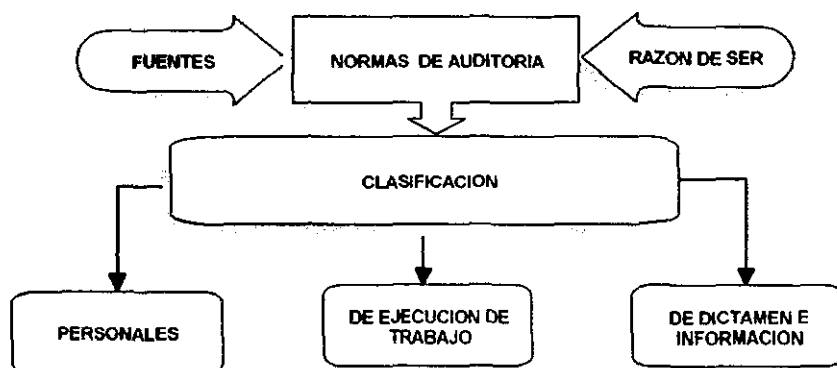 FUENTES
NORMAS DE AUDITORIA
RAZON DE SER
CLASIFICACION
PERSONALES
DE EJECUCION DE
TRABAJO
DE DICTAMEN E
INFORMACION